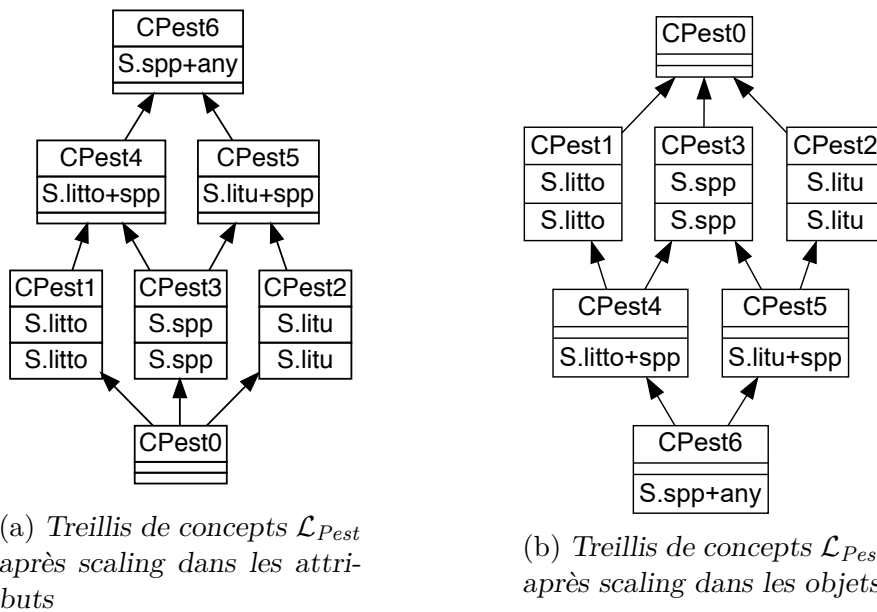 CPest6
S.spp+any
CPest4
S.litto+spp
CPest5
S.litu+spp
CPest1
S.litto
S.litto
CPest3
S.spp
S.spp
CPest2
S.litu
S.litu
CPest0
(a) Treillis de concepts 𝓛Pest
après scaling dans les attri-
buts
CPest0
CPest1
S.litto
S.litto
CPest3
S.spp
S.spp
CPest2
S.litu
S.litu
CPest4
S.litto+spp
CPest5
S.litu+spp
CPest6
S.spp+any
(b) Treillis de concepts 𝓛Pes
après scaling dans les objets